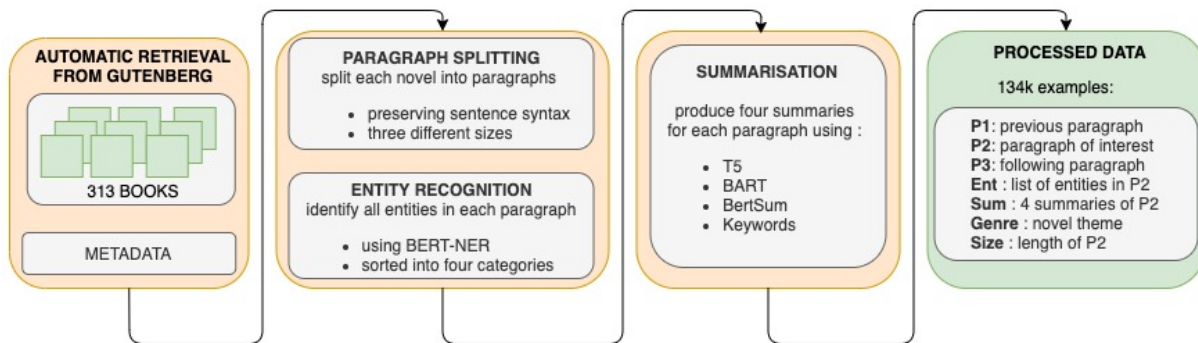 AUTOMATIC RETRIEVAL
FROM GUTENBERG
313 BOOKS
METADATA
PARAGRAPH SPLITTING
split each novel into paragraphs
• preserving sentence syntax
• three different sizes
ENTITY RECOGNITION
identify all entities in each paragraph
• using BERT-NER
• sorted into four categories
SUMMARISATION
produce four summaries
for each paragraph using :
• T5
• BART
• BertSum
• Keywords
PROCESSED DATA
134k examples:
P1: previous paragraph
P2: paragraph of interest
P3: following paragraph
Ent : list of entities in P2
Sum : 4 summaries of P2
Genre : novel theme
Size : length of P2